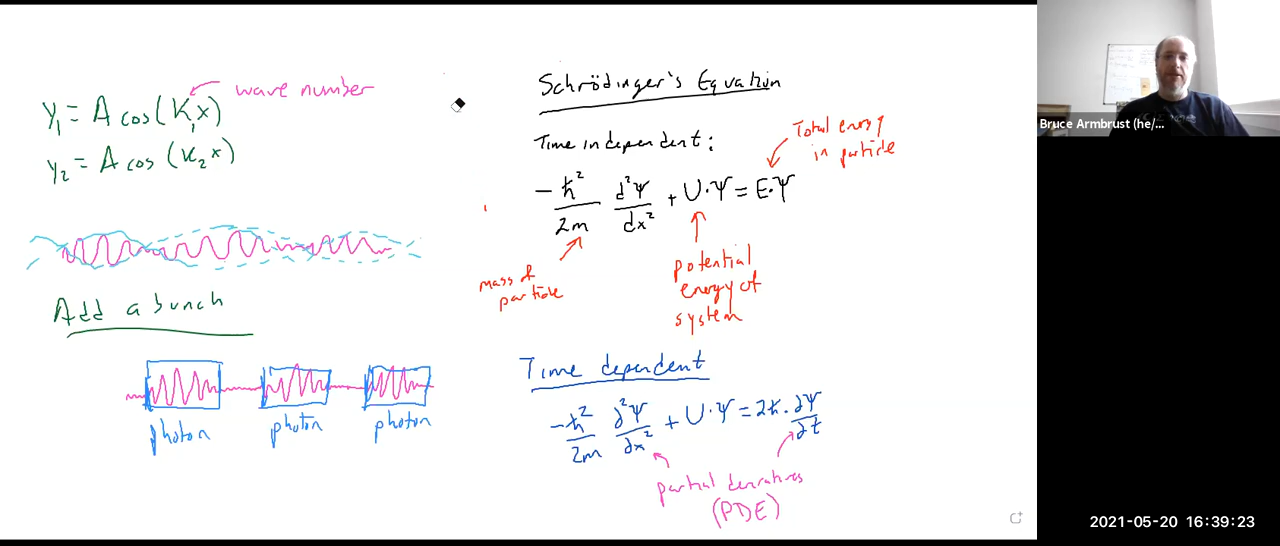 y₁ = A cos(K₁x)
wave number
y₂ = A cos (K₂x)
Add a bunch
photon
photon
photon
Schrödinger's Equation
Time independent:
Total energy
in particle
-ℏ²/2m d²Ψ/dx² + U·Ψ = E·Ψ
mass of
particle
potential
energy of
system
Time dependent
-ℏ²/2m ∂²Ψ/∂x² + U·Ψ = 2ℏ·∂Ψ/∂t
partial derivatives
(PDE)
Bruce Armbrust (he/...
2021-05-20 16:39:23